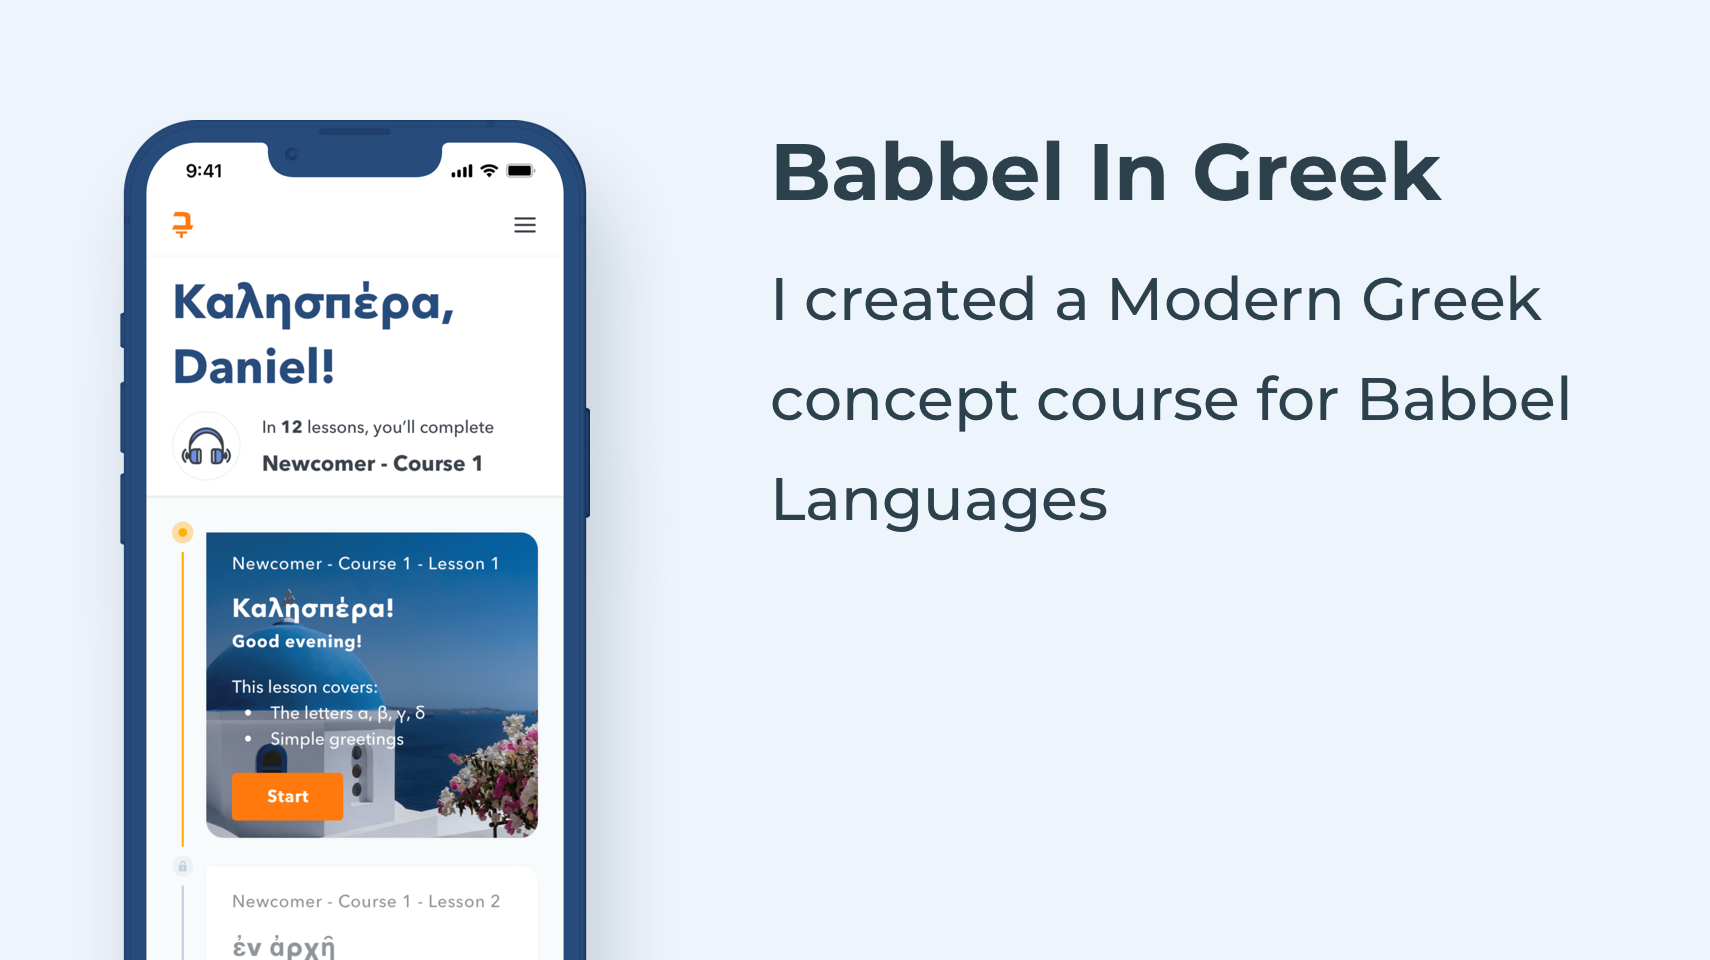 9:41
Καλησπέρα,
Daniel!
In 12 lessons, you'll complete
Newcomer - Course 1
Newcomer - Course 1 - Lesson 1
Καλησπέρα!
Good evening!
This lesson covers:
• The letters α, β, γ, δ
• Simple greetings
Start
Newcomer - Course 1 - Lesson 2
ἐν ἀρχῇ
Babbel In Greek
I created a Modern Greek
concept course for Babbel
Languages